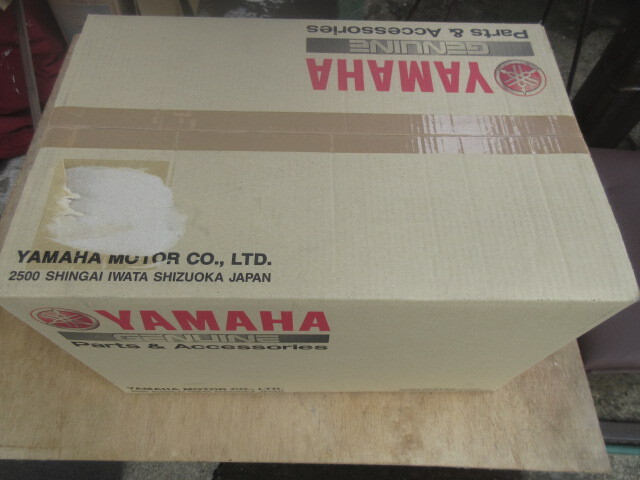 YAMAHA
GENUINE
Parts & Accessories
YAMAHA MOTOR CO., LTD.
2500 SHINGAI IWATA SHIZUOKA JAPAN
YAMAHA
GENUINE
Parts & Accessories
YAMAHA MOTOR CO., LTD.